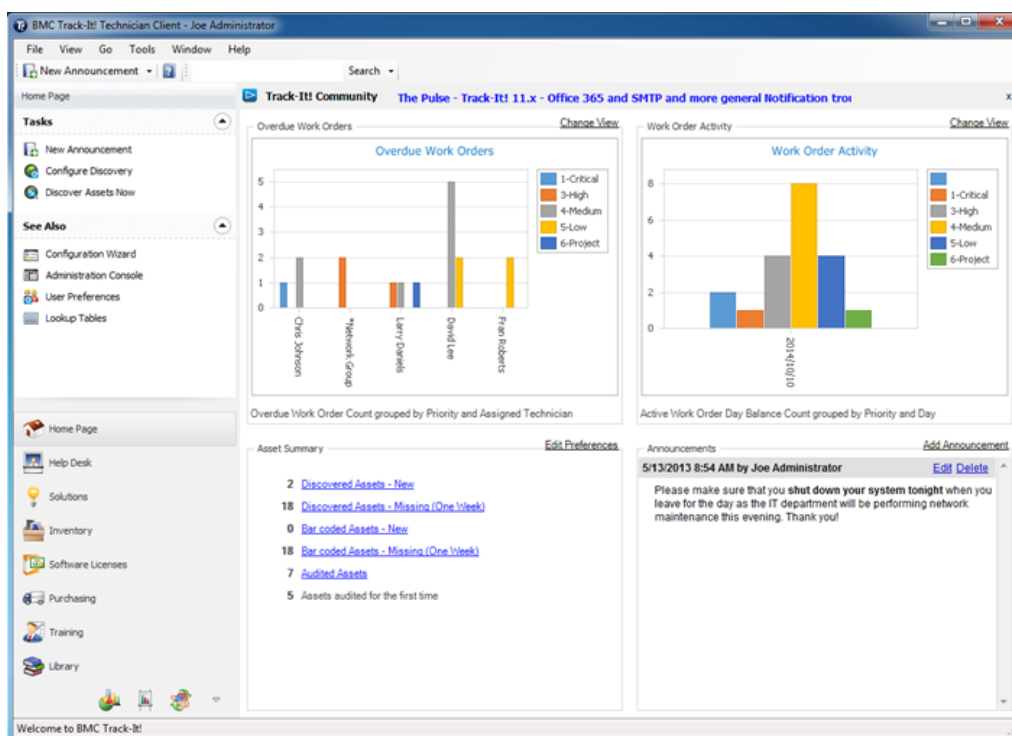 BMC Track-It! Technician Client - Joe Administrator
File View Go Tools Window Help
New Announcement Search
Home Page
Track-It! Community The Pulse - Track-It! 11.x - Office 365 and SMTP and more general Notification trou
Tasks
New Announcement
Configure Discovery
Discover Assets Now
See Also
Configuration Wizard
Administration Console
User Preferences
Lookup Tables
Home Page
Help Desk
Solutions
Inventory
Software Licenses
Purchasing
Training
Library
Overdue Work Orders Change View
Overdue Work Orders
5
4
3
2
1
0
Chris Johnson
*Network Group
Larry Daniels
David Lee
Fran Roberts
1-Critical
3-High
4-Medium
5-Low
6-Project
Overdue Work Order Count grouped by Priority and Assigned Technician
Work Order Activity Change View
Work Order Activity
8
6
4
2
0
2014/10/10
1-Critical
3-High
4-Medium
5-Low
6-Project
Active Work Order Day Balance Count grouped by Priority and Day
Asset Summary Edit Preferences
2 Discovered Assets - New
18 Discovered Assets - Missing (One Week)
0 Bar coded Assets - New
18 Bar coded Assets - Missing (One Week)
7 Audited Assets
5 Assets audited for the first time
Announcements Add Announcement
5/13/2013 8:54 AM by Joe Administrator Edit Delete
Please make sure that you shut down your system tonight when you
leave for the day as the IT department will be performing network
maintenance this evening. Thank you!
Welcome to BMC Track-It!